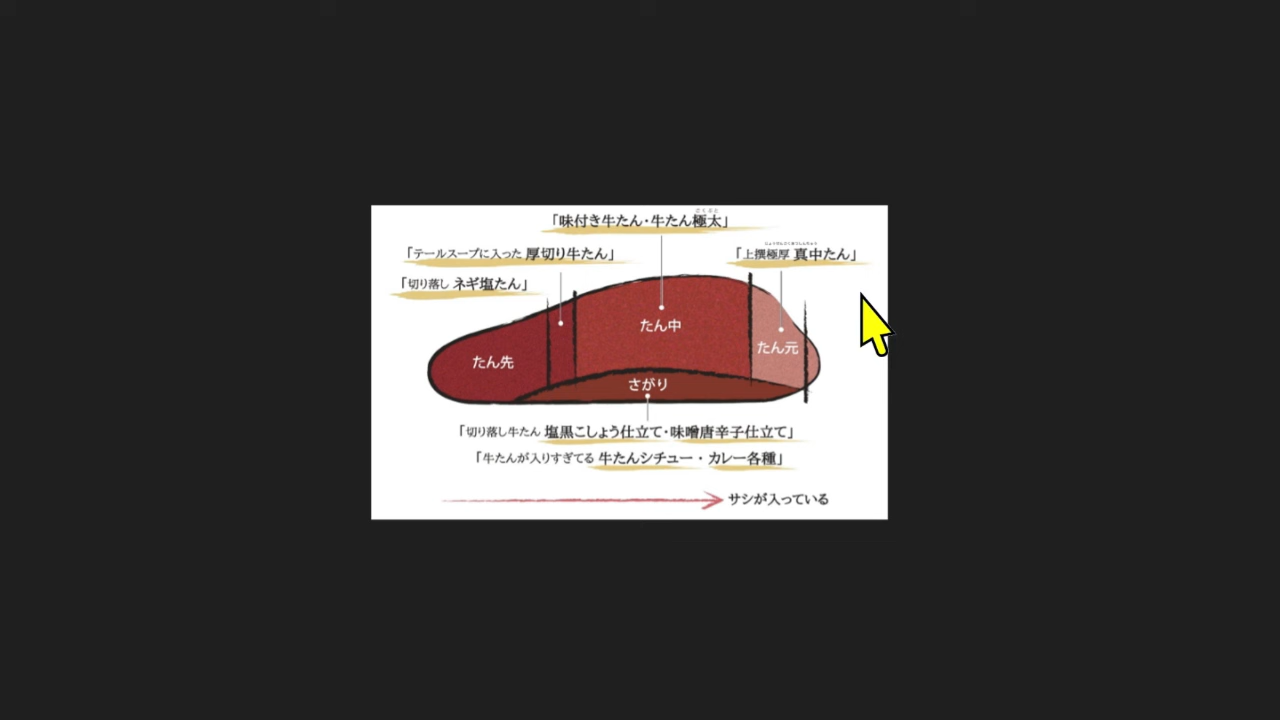 「味付き牛たん・牛たん極太」
「テールスープに入った 厚切り牛たん」
「上撰極厚 真中たん」
「切り落し ネギ塩たん」
たん中
たん元
たん先
さがり
「切り落し牛たん 塩黒こしょう仕立て・味噌唐辛子仕立て」
「牛たんが入りすぎてる 牛たんシチュー・カレー各種」
サシが入っている